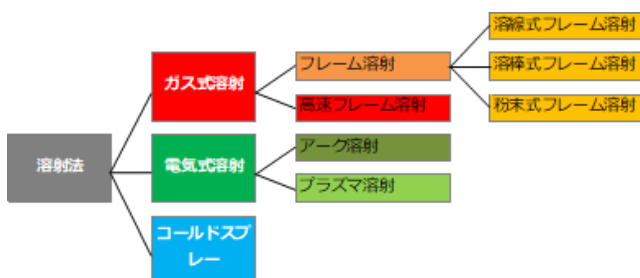 溶線式フレーム溶射
ガス式溶射
フレーム溶射
溶棒式フレーム溶射
高速フレーム溶射
粉末式フレーム溶射
溶射法
電気式溶射
アーク溶射
プラズマ溶射
コールドスプ
レー